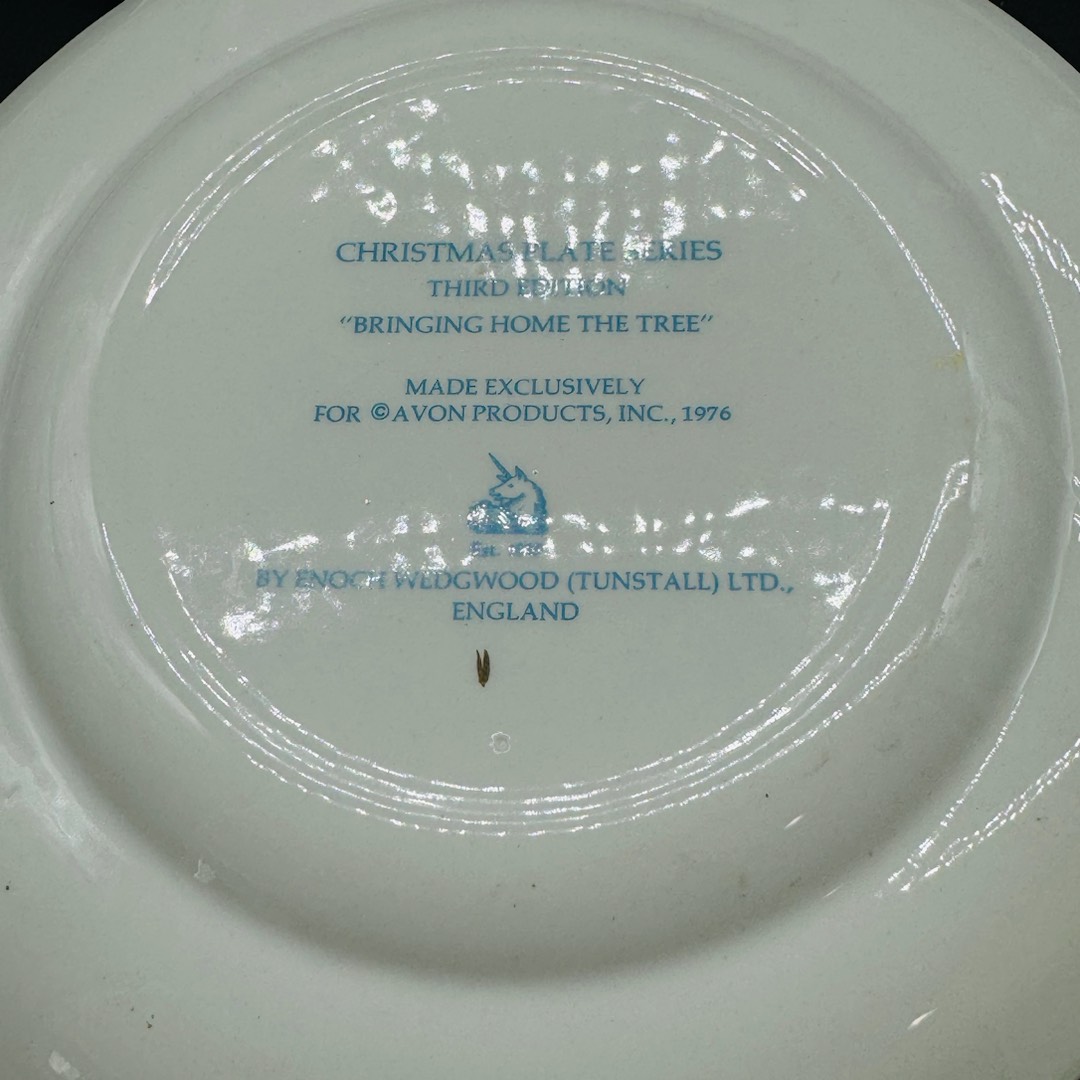 CHRISTMAS PLATE SERIES
THIRD EDITION
"BRINGING HOME THE TREE"
MADE EXCLUSIVELY
FOR ©AVON PRODUCTS, INC., 1976
Est.
BY ENOCH WEDGWOOD (TUNSTALL) LTD.,
ENGLAND